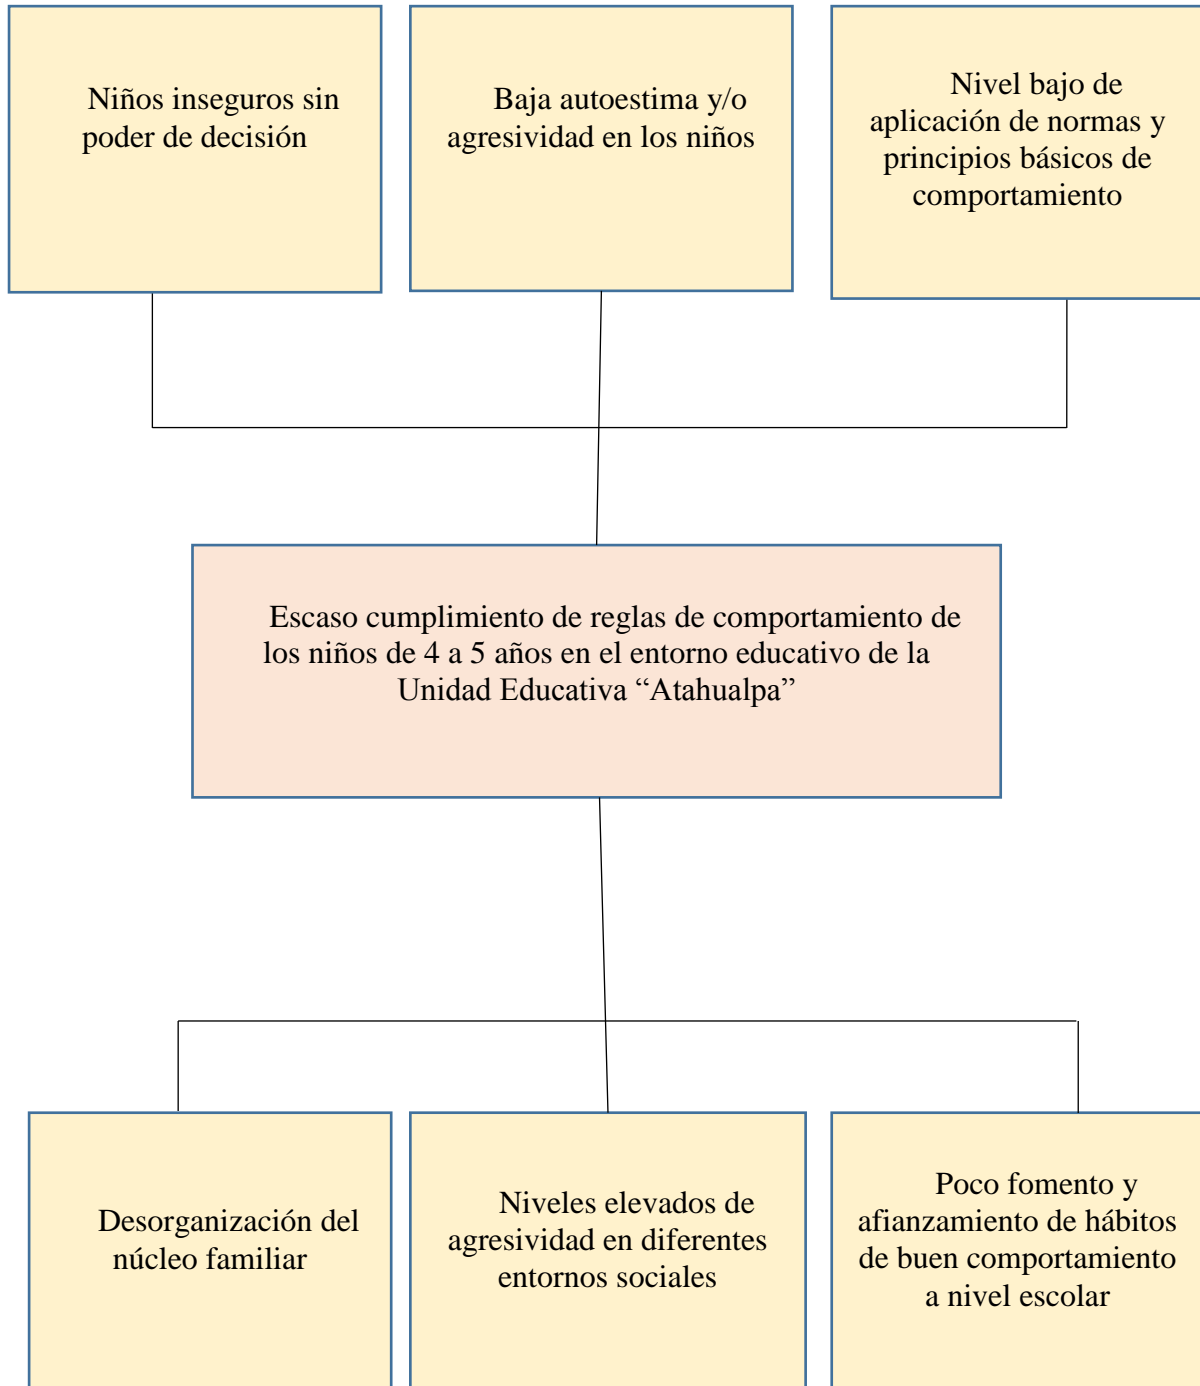 Niños inseguros sin
poder de decisión
Baja autoestima y/o
agresividad en los niños
Nivel bajo de
aplicación de normas y
principios básicos de
comportamiento
Escaso cumplimiento de reglas de comportamiento de
los niños de 4 a 5 años en el entorno educativo de la
Unidad Educativa “Atahualpa”
Desorganización del
núcleo familiar
Niveles elevados de
agresividad en diferentes
entornos sociales
Poco fomento y
afianzamiento de hábitos
de buen comportamiento
a nivel escolar